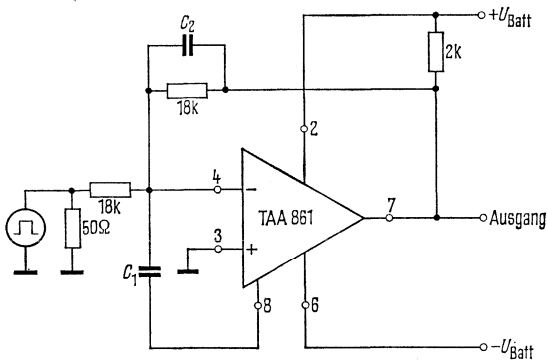 C2
+UBatt
2k
18k
2
4
−
18k
TAA 861
7
Ausgang
50Ω
3
+
C1
8
6
−UBatt